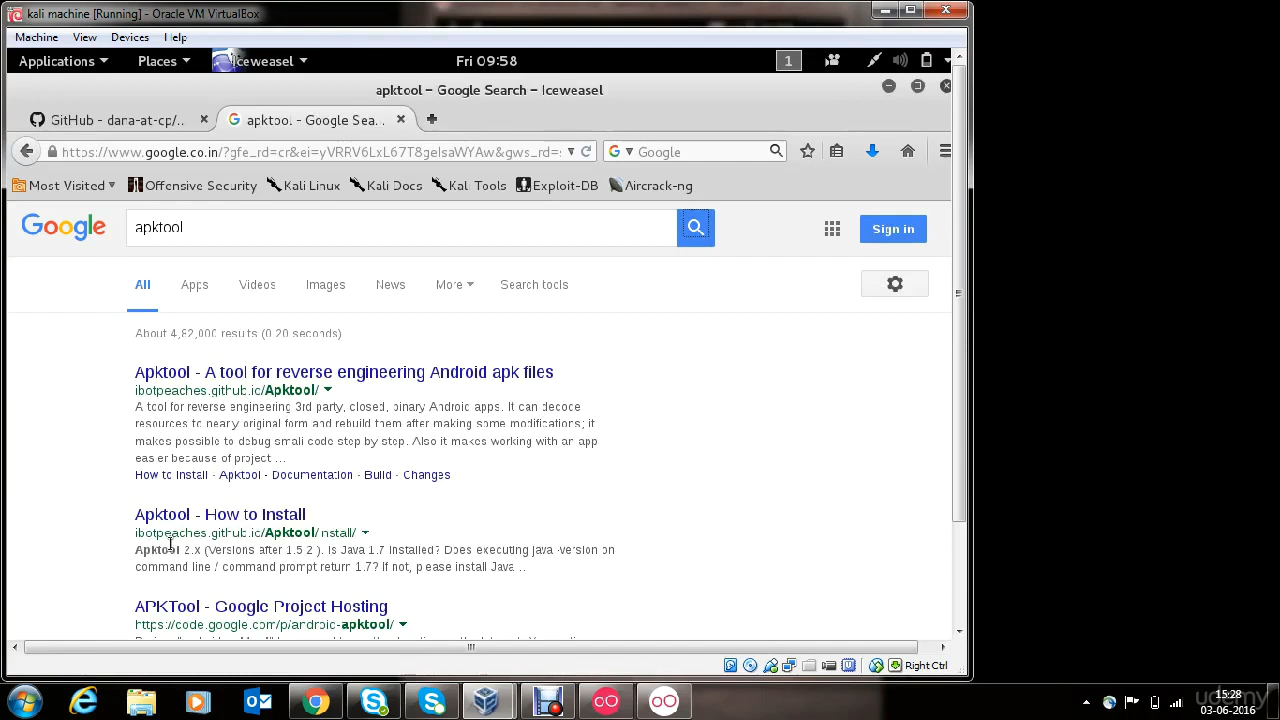 kali machine [Running] - Oracle VM VirtualBox
Machine View Devices Help
Applications Places Iceweasel Fri 09:58 1
apktool – Google Search – Iceweasel
GitHub - dana-at-cp/... apktool - Google Sea...
https://www.google.co.in/?gfe_rd=cr&ei=yVRRV6LxL67T8geIsaWYAw&gws_rd=s Google
Most Visited Offensive Security Kali Linux Kali Docs Kali Tools Exploit-DB Aircrack-ng
Google apktool Sign in
All Apps Videos Images News More Search tools
About 4,82,000 results (0.20 seconds)
Apktool - A tool for reverse engineering Android apk files
ibotpeaches.github.io/Apktool/
A tool for reverse engineering 3rd party, closed, binary Android apps. It can decode
resources to nearly original form and rebuild them after making some modifications; it
makes possible to debug smali code step by step. Also it makes working with an app
easier because of project ...
How to Install - Apktool - Documentation - Build - Changes
Apktool - How to Install
ibotpeaches.github.io/Apktool/install/
Apktool 2.x (Versions after 1.5.2 ). Is Java 1.7 installed? Does executing java -version on
command line / command prompt return 1.7? If not, please install Java ...
APKTool - Google Project Hosting
https://code.google.com/p/android-apktool/
Right Ctrl
15:28
03-06-2016
udemy